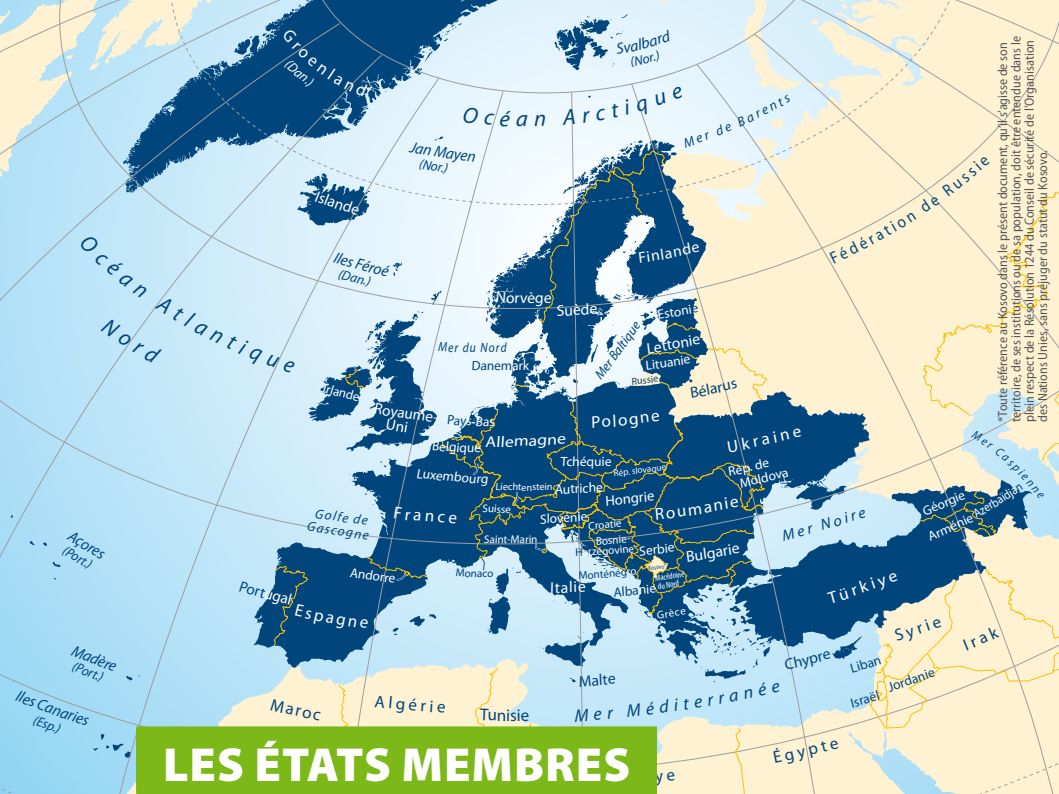 Groenland
(Dan.)
Svalbard
(Nor.)
Océan Arctique
Mer de Barents
Jan Mayen
(Nor.)
Islande
Iles Féroé
(Dan.)
Océan Atlantique
Nord
Fédération de Russie
Norvège
Suède
Finlande
Estonie
Lettonie
Lituanie
Russie
Mer Baltique
Mer du Nord
Danemark
Bélarus
Irlande
Royaume
Uni
Pays-Bas
Belgique
Allemagne
Pologne
Ukraine
Luxembourg
Tchéquie
Rép. slovaque
Rép. de
Moldova
Liechtenstein
Autriche
Hongrie
Roumanie
Suisse
France
Slovénie
Croatie
Saint-Marin
Bosnie
Herzégovine
Serbie
Bulgarie
Golfe de
Gascogne
Monaco
Andorre
Monténégro
Kosovo*
Macédoine
du Nord
Albanie
Italie
Grèce
Portugal
Espagne
Malte
Mer Noire
Mer Caspienne
Géorgie
Arménie
Azerbaïdjan
Türkiye
Chypre
Syrie
Irak
Liban
Israël
Jordanie
Açores
(Port.)
Madère
(Port.)
Iles Canaries
(Esp.)
Maroc
Algérie
Tunisie
Mer Méditerranée
Égypte
ye
LES ÉTATS MEMBRES
*Toute référence au Kosovo dans le présent document, qu'il s'agisse de son
territoire, de ses institutions ou de sa population, doit être entendue dans le
plein respect de la Résolution 1244 du Conseil de sécurité de l'Organisation
des Nations Unies, sans préjuger du statut du Kosovo.